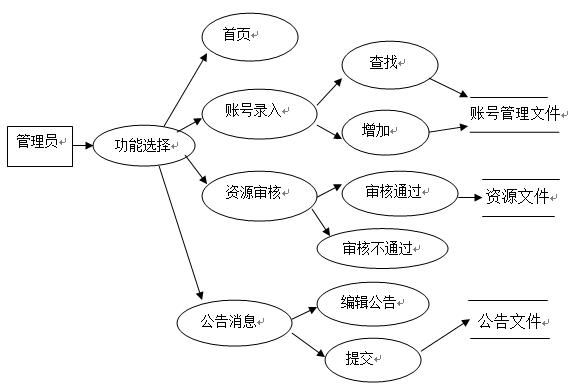 首页
查找
账号录入
账号管理文件
增加
管理员
功能选择
资源审核
审核通过
资源文件
审核不通过
编辑公告
公告消息
公告文件
提交